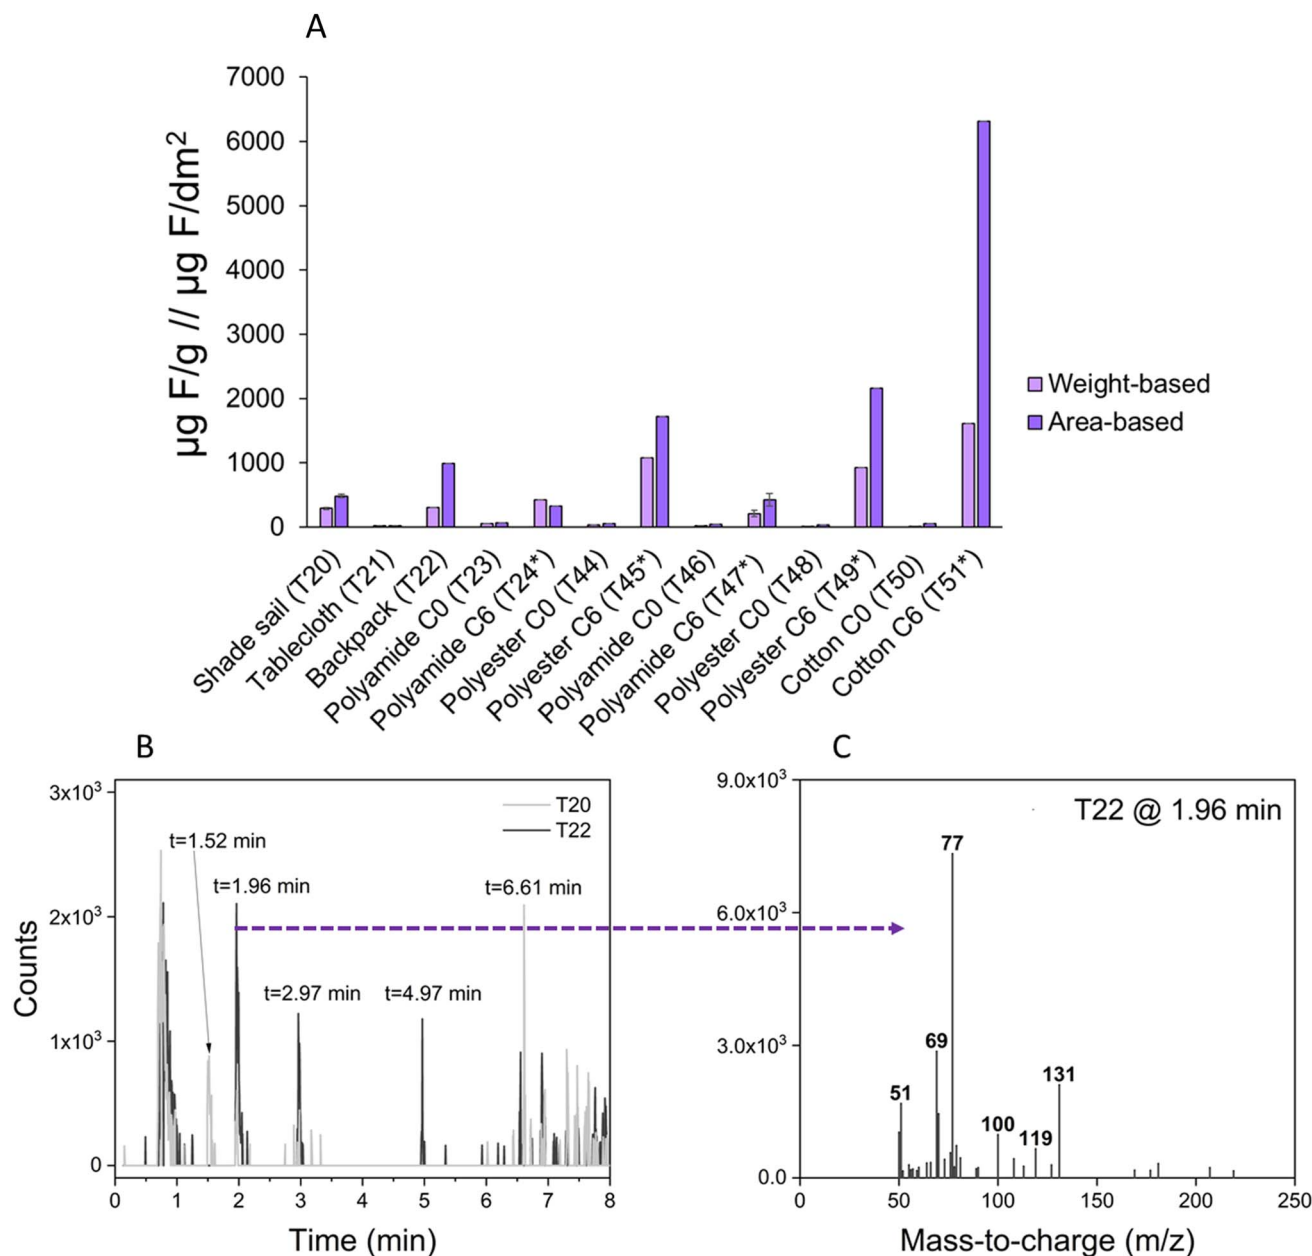 A
7000
6000
5000
4000
3000
2000
1000
0
µg F/g // µg F/dm²
Weight-based
Area-based
Shade sail (T20)
Tablecloth (T21)
Backpack (T22)
Polyamide C0 (T23)
Polyamide C6 (T24*)
Polyester C0 (T44)
Polyester C6 (T45*)
Polyamide C0 (T46)
Polyamide C6 (T47*)
Polyester C0 (T48)
Polyester C6 (T49*)
Cotton C0 (T50)
Cotton C6 (T51*)
B
3x10³
2x10³
1x10³
0
Counts
T20
T22
t=1.52 min
t=1.96 min
t=2.97 min
t=4.97 min
t=6.61 min
0 1 2 3 4 5 6 7 8
Time (min)
C
9.0x10³
6.0x10³
3.0x10³
0.0
T22 @ 1.96 min
77
69
51
100
119
131
0 50 100 150 200 250
Mass-to-charge (m/z)